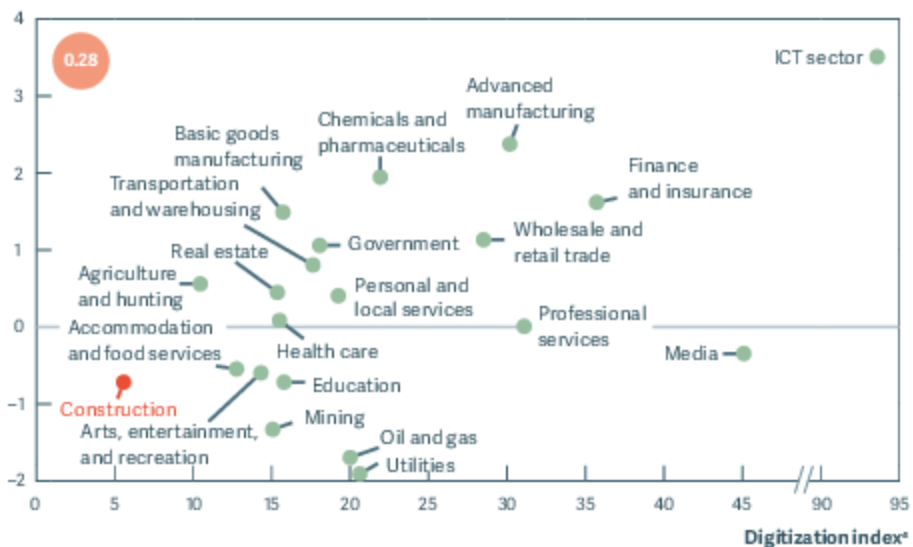 4
0.28
ICT sector
3
Advanced
manufacturing
Chemicals and
pharmaceuticals
Basic goods
manufacturing
2
Transportation
and warehousing
Finance
and insurance
Government
Wholesale and
retail trade
1
Real estate
Agriculture
and hunting
Personal and
local services
Professional
services
0
Accommodation
and food services
Health care
Media
Education
−1
Construction
Mining
Arts, entertainment,
and recreation
Oil and gas
Utilities
−2
0 5 10 15 20 25 30 35 40 45 90 95
Digitization index